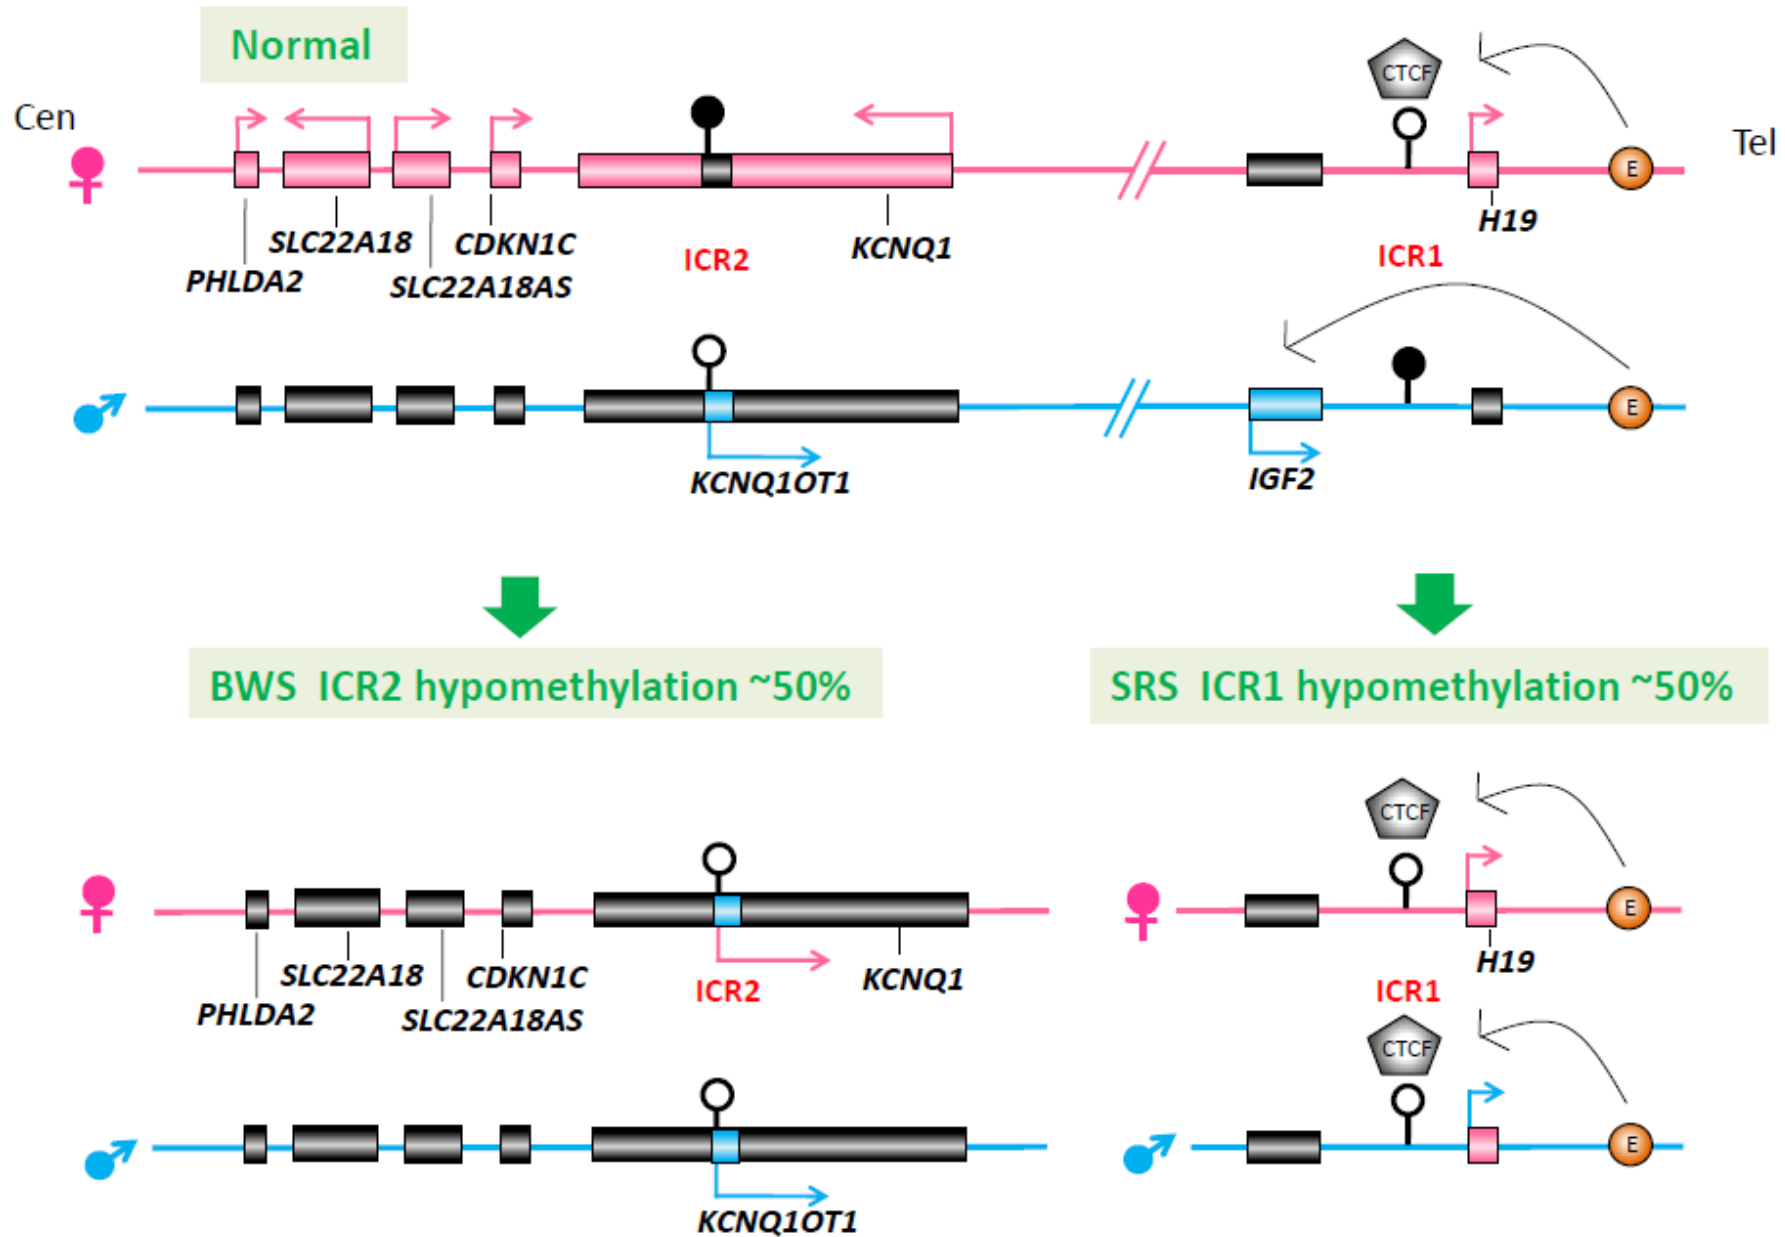 Normal
Cen
CTCF
E
Tel
PHLDA2
SLC22A18
SLC22A18AS
CDKN1C
ICR2
KCNQ1
H19
ICR1
KCNQ1OT1
IGF2
E
BWS ICR2 hypomethylation ~50%
SRS ICR1 hypomethylation ~50%
PHLDA2
SLC22A18
SLC22A18AS
CDKN1C
ICR2
KCNQ1
KCNQ1OT1
CTCF
E
H19
ICR1
CTCF
E